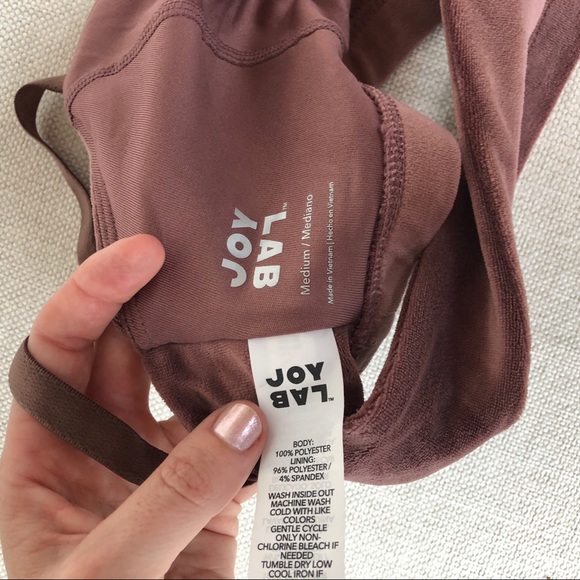 JOY
LAB™
Medium / Mediano
Made in Vietnam | Hecho en Vietnam
JOY
LAB™
BODY:
100% POLYESTER
LINING:
96% POLYESTER /
4% SPANDEX
WASH INSIDE OUT
MACHINE WASH
COLD WITH LIKE
COLORS
GENTLE CYCLE
ONLY NON-
CHLORINE BLEACH IF
NEEDED
TUMBLE DRY LOW
COOL IRON IF